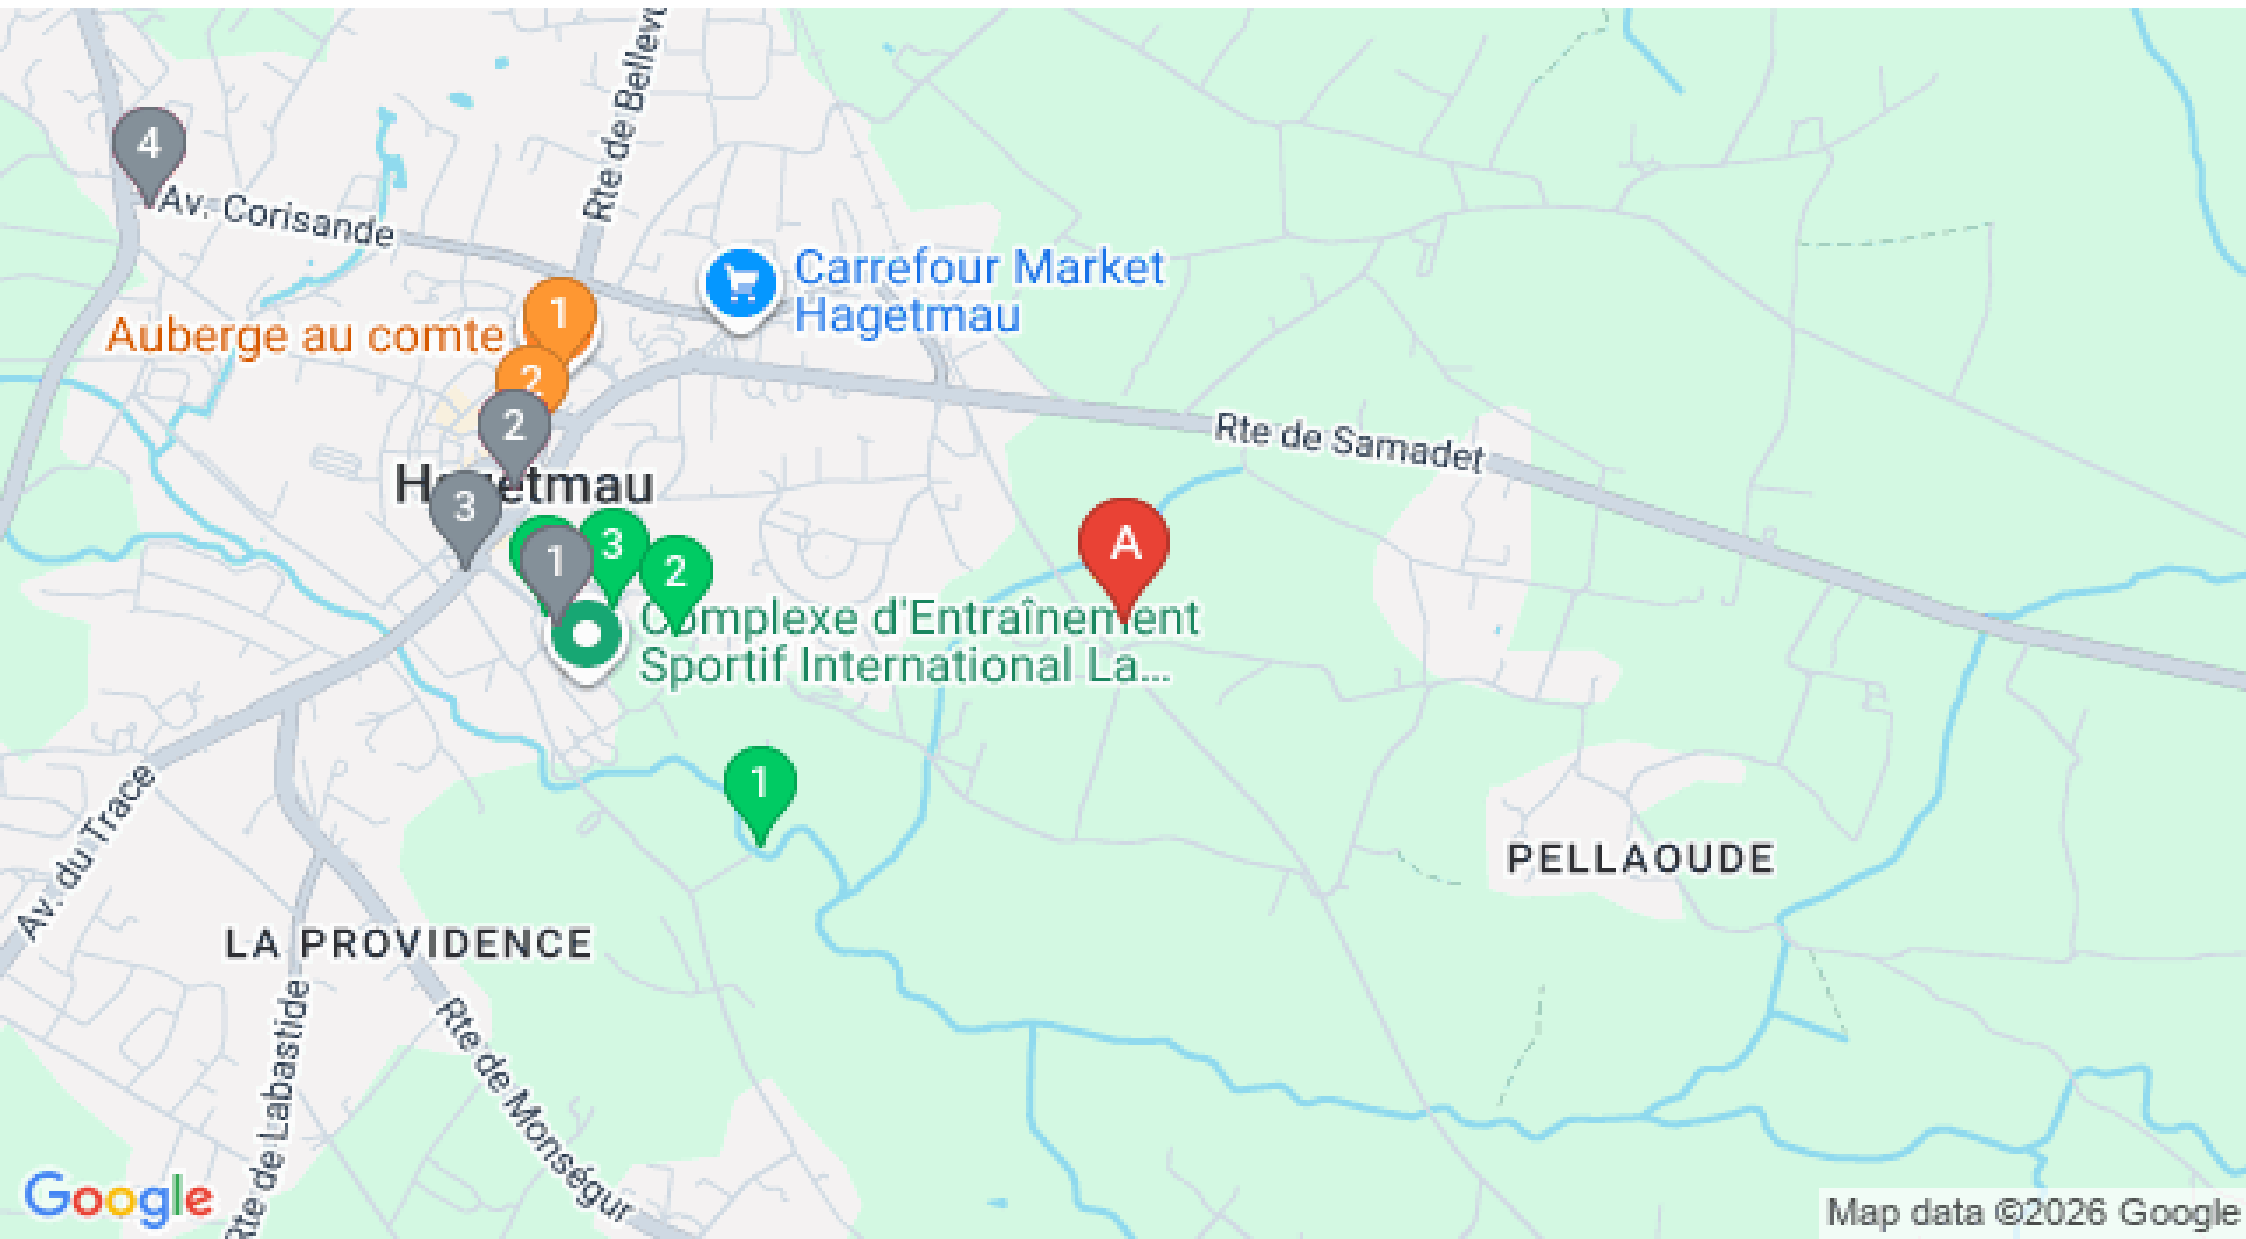 4
Av. Corisande
Rte de Bellevu
Carrefour Market
Hagetmau
1
Auberge au comte
2
2
Rte de Samadet
Hagetmau
3
1
3
2
A
Complexe d'Entraînement
Sportif International La...
1
Av. du Trace
PELLAOUDE
LA PROVIDENCE
Rte de Labastide
Rte de Monségur
Google
Map data ©2026 Google